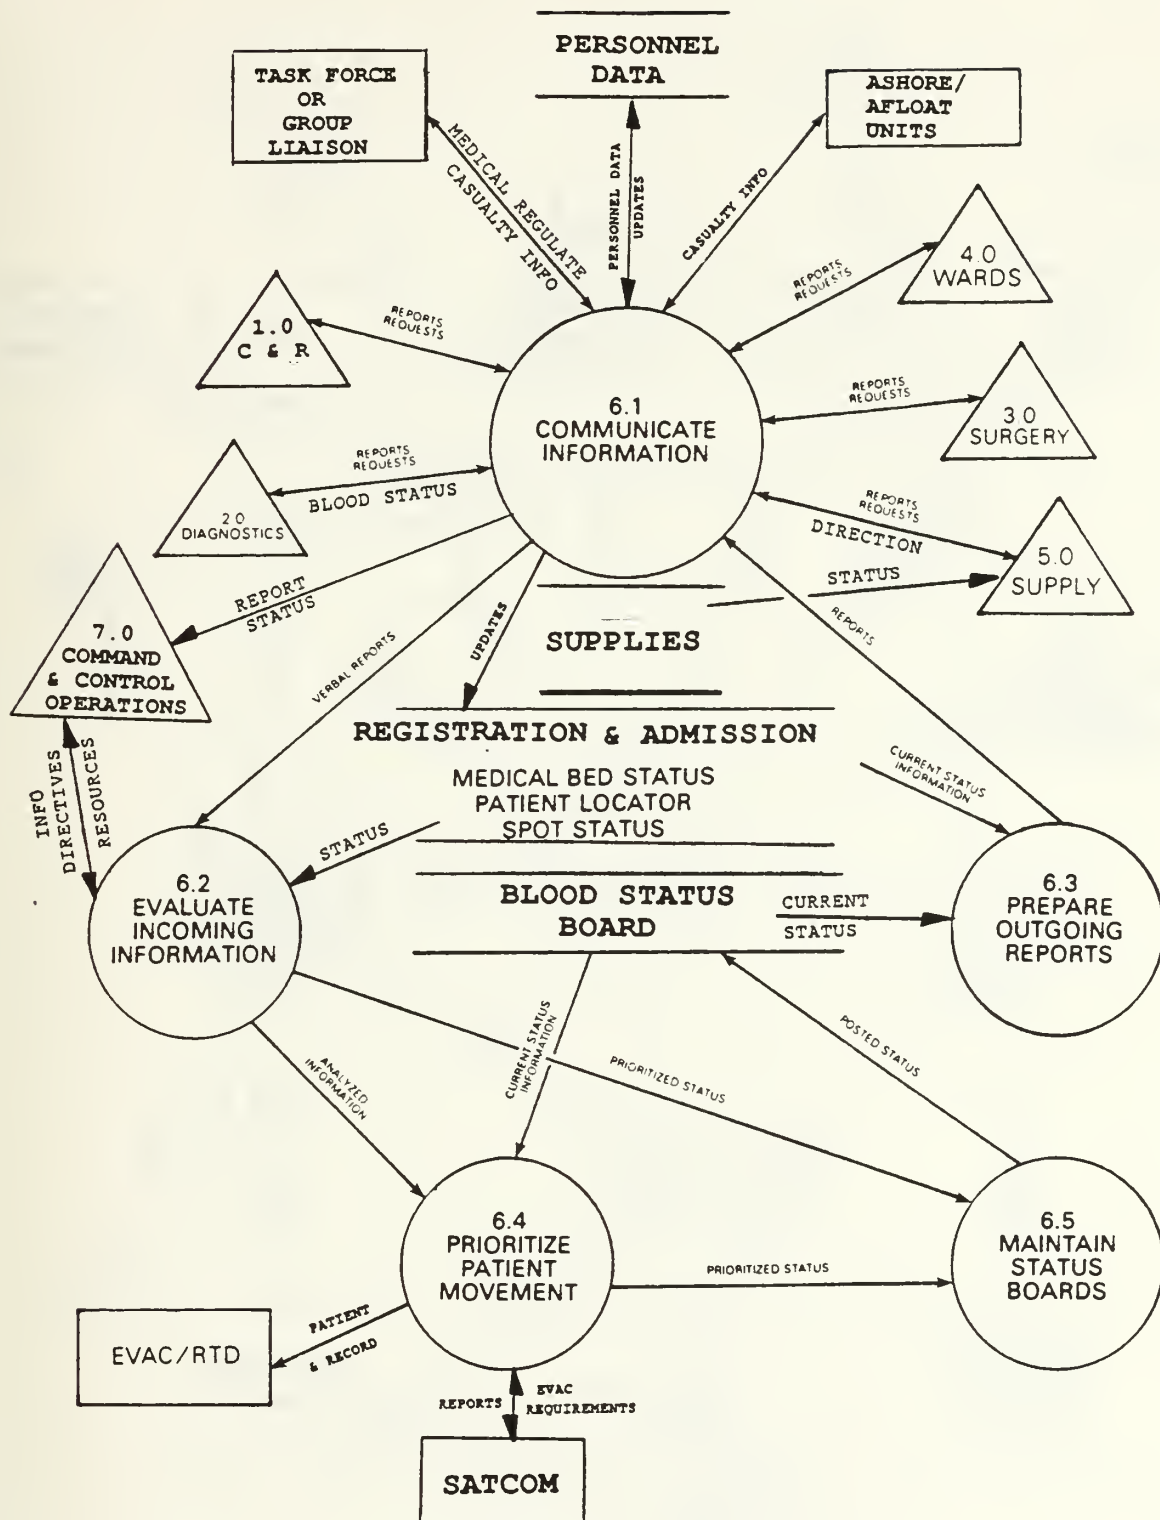 PERSONNEL
DATA
TASK FORCE
OR
GROUP
LIAISON
ASHORE/
AFLOAT
UNITS
MEDICAL REGULATE
CASUALTY INFO
PERSONNEL DATA
UPDATES
CASUALTY INFO
4.0
WARDS
REPORTS
REQUESTS
1.0
C & R
REPORTS
REQUESTS
6.1
COMMUNICATE
INFORMATION
REPORTS
REQUESTS
3.0
SURGERY
2.0
DIAGNOSTICS
REPORTS
REQUESTS
BLOOD STATUS
REPORTS
REQUESTS
DIRECTION
5.0
SUPPLY
STATUS
7.0
COMMAND
& CONTROL
OPERATIONS
REPORT
STATUS
VERBAL REPORTS
UPDATES
SUPPLIES
REPORTS
REGISTRATION & ADMISSION
MEDICAL BED STATUS
PATIENT LOCATOR
SPOT STATUS
CURRENT STATUS
INFORMATION
INFO
DIRECTIVES
RESOURCES
STATUS
6.2
EVALUATE
INCOMING
INFORMATION
BLOOD STATUS
BOARD
CURRENT
STATUS
6.3
PREPARE
OUTGOING
REPORTS
ANALYZED
INFORMATION
CURRENT STATUS
INFORMATION
PRIORITIZED STATUS
POSTED STATUS
6.4
PRIORITIZE
PATIENT
MOVEMENT
PRIORITIZED STATUS
6.5
MAINTAIN
STATUS
BOARDS
EVAC/RTD
PATIENT
& RECORD
REPORTS
EVAC
REQUIREMENTS
SATCOM